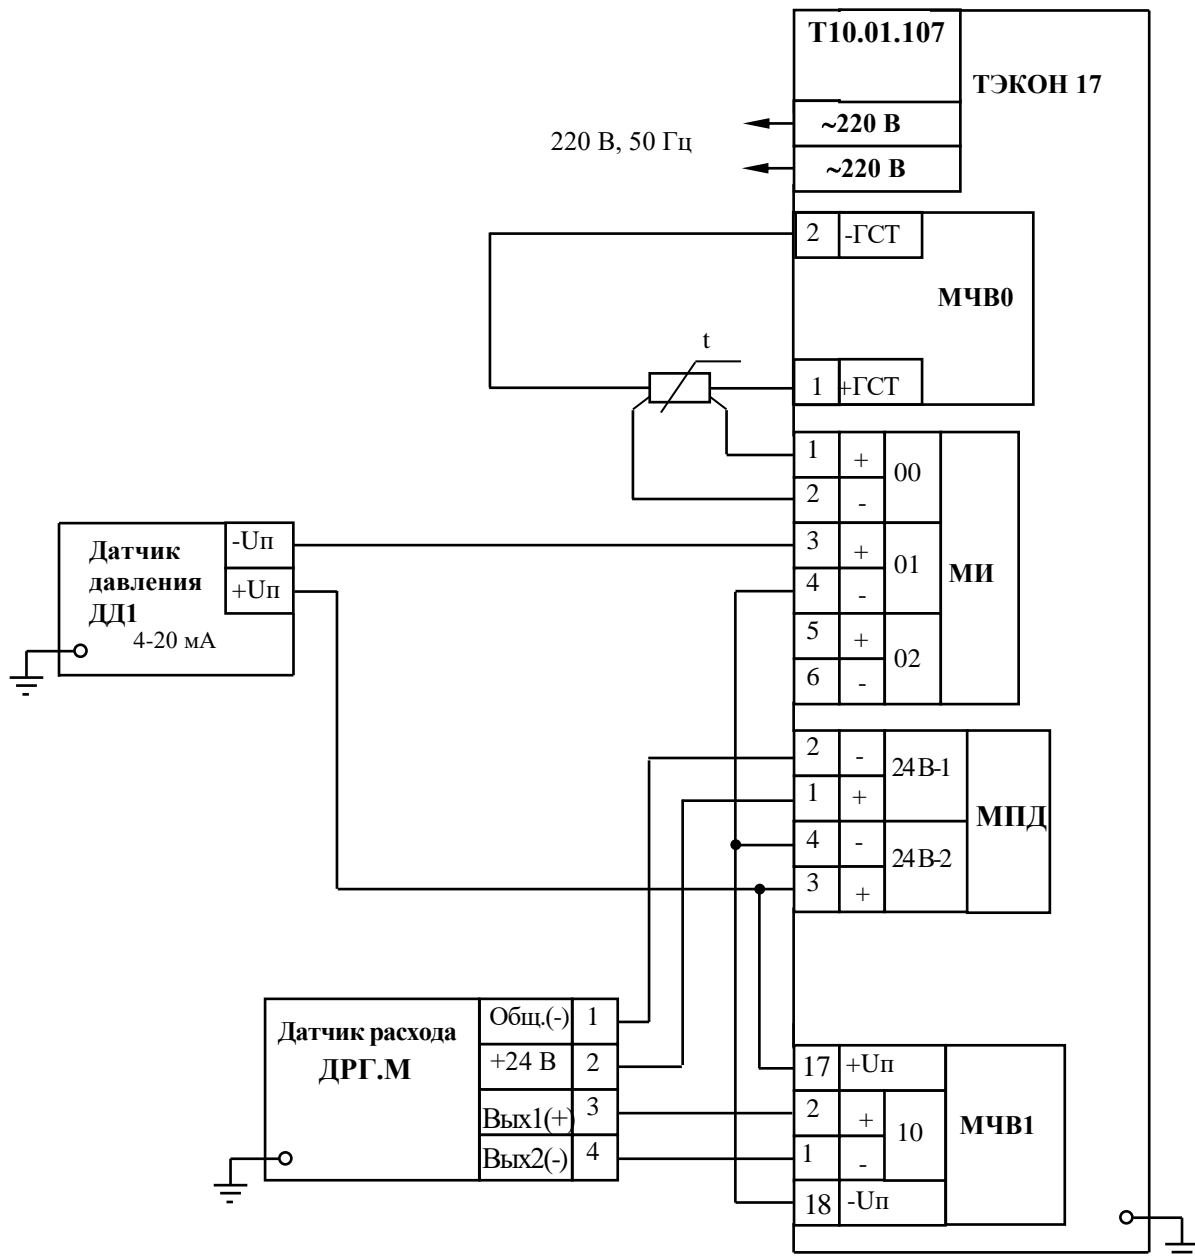 Т10.01.107
ТЭКОН 17
~220 В
220 В, 50 Гц
~220 В
2 -ГСТ
МЧВ0
t
1 +ГСТ
1 +
00
2 -
3 +
01
4 -
МИ
5 +
02
6 -
Датчик
давления
ДД1
4-20 мА
-Uп
+Uп
2 -
24В-1
1 +
МПД
4 -
24В-2
3 +
Датчик расхода
ДРГ.М
Общ.(-) 1
+24 В 2
Вых1(+) 3
Вых2(-) 4
17 +Uп
2 +
10
МЧВ1
1 -
18 -Uп